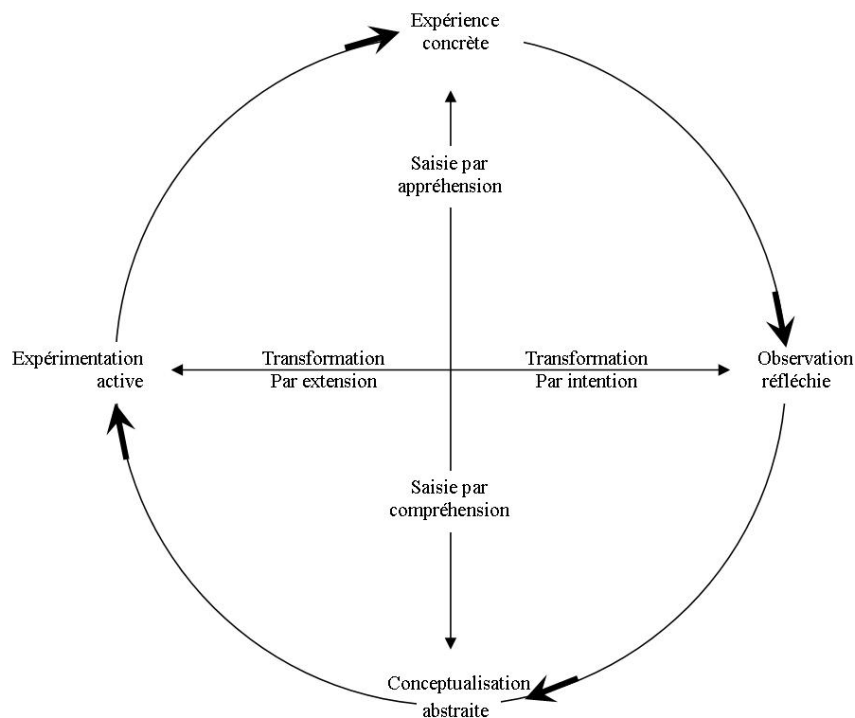 Expérience
concrète
Saisie par
appréhension
Expérimentation
active
Transformation
Par extension
Transformation
Par intention
Observation
réfléchie
Saisie par
compréhension
Conceptualisation
abstraite